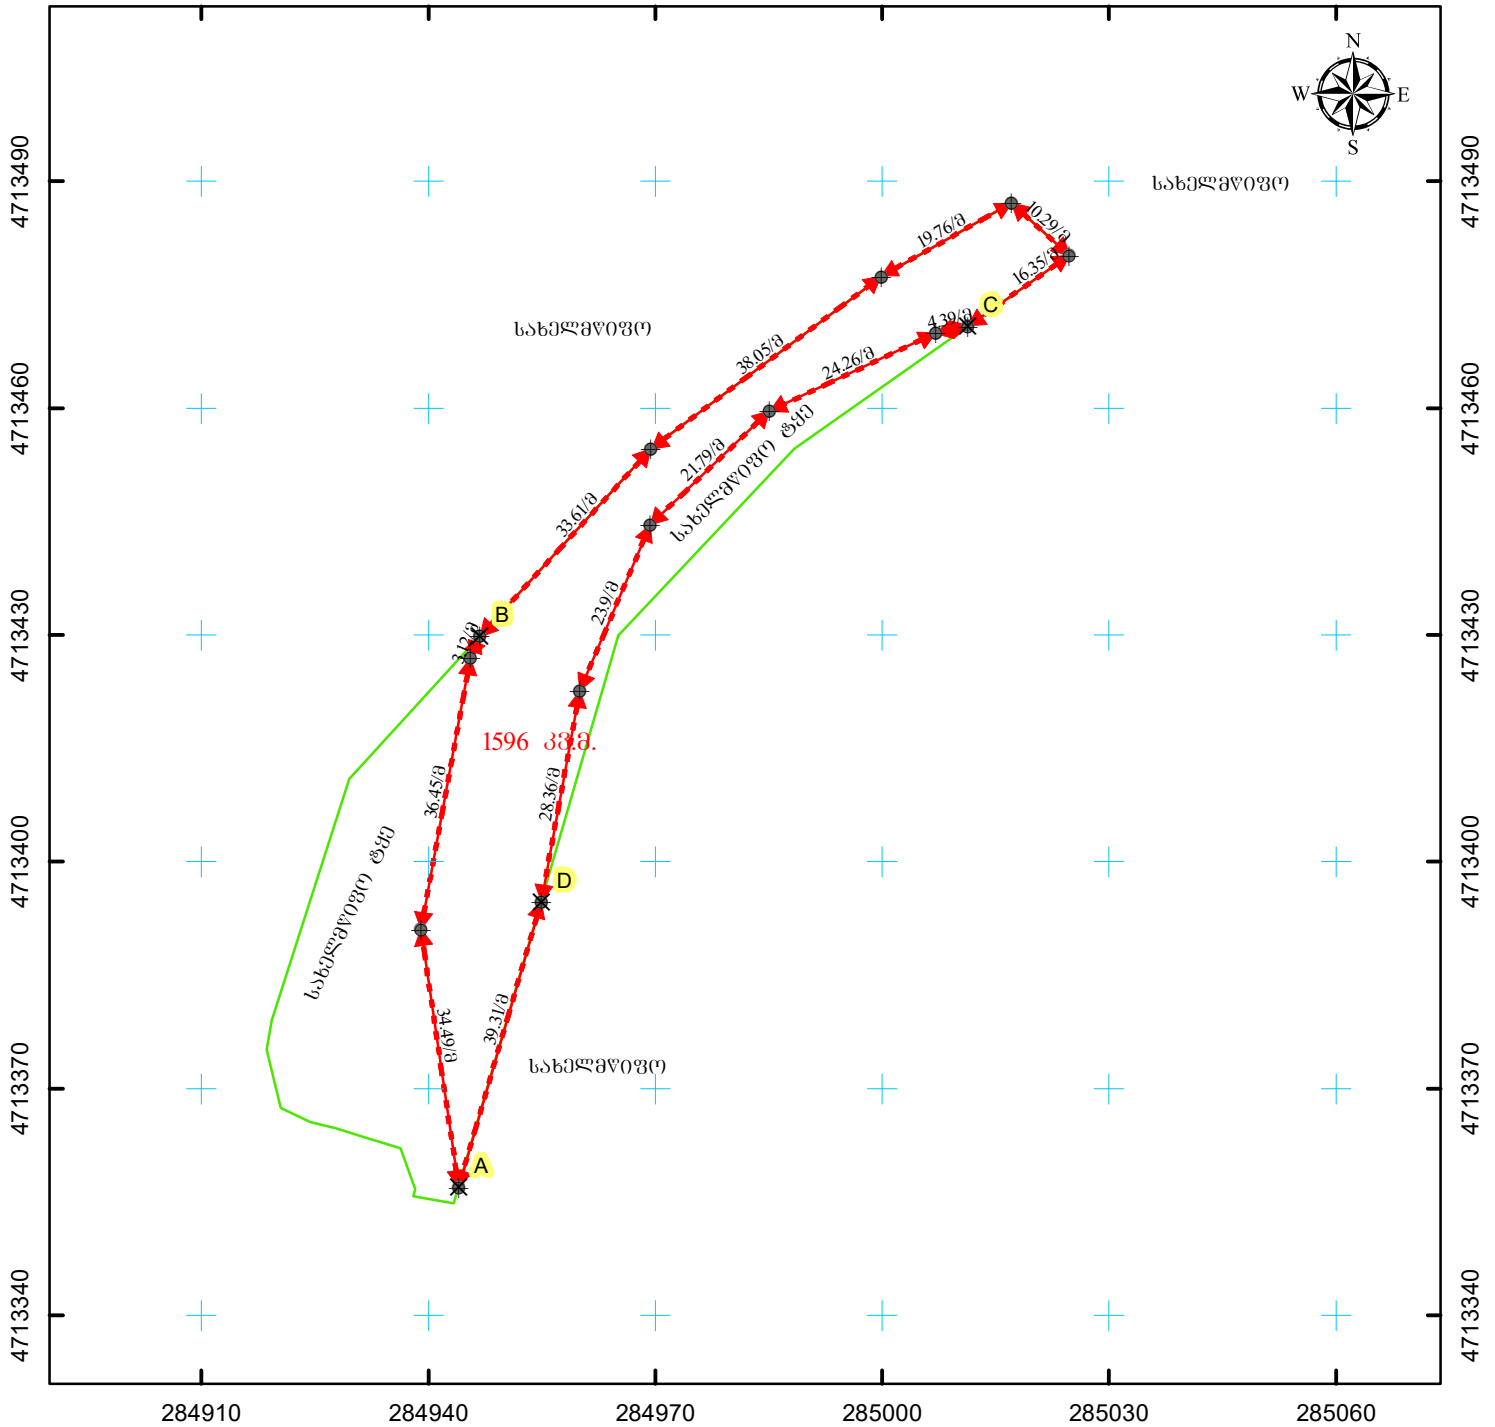 N
W E
S
4713490
4713490
სახელმწიფო
10.29/მ
19.76/მ
16.35/მ
C
4.39/მ
სახელმწიფო
38.05/მ
24.26/მ
4713460
4713460
21.79/მ
სახელმწიფო ტყე
33.61/მ
23.9/მ
B
3.12/მ
4713430
4713430
1596 კვ.მ.
36.45/მ
28.36/მ
სახელმწიფო ტყე
4713400
4713400
D
34.49/მ
39.31/მ
სახელმწიფო
4713370
4713370
A
4713340
4713340
284910 284940 284970 285000 285030 285060